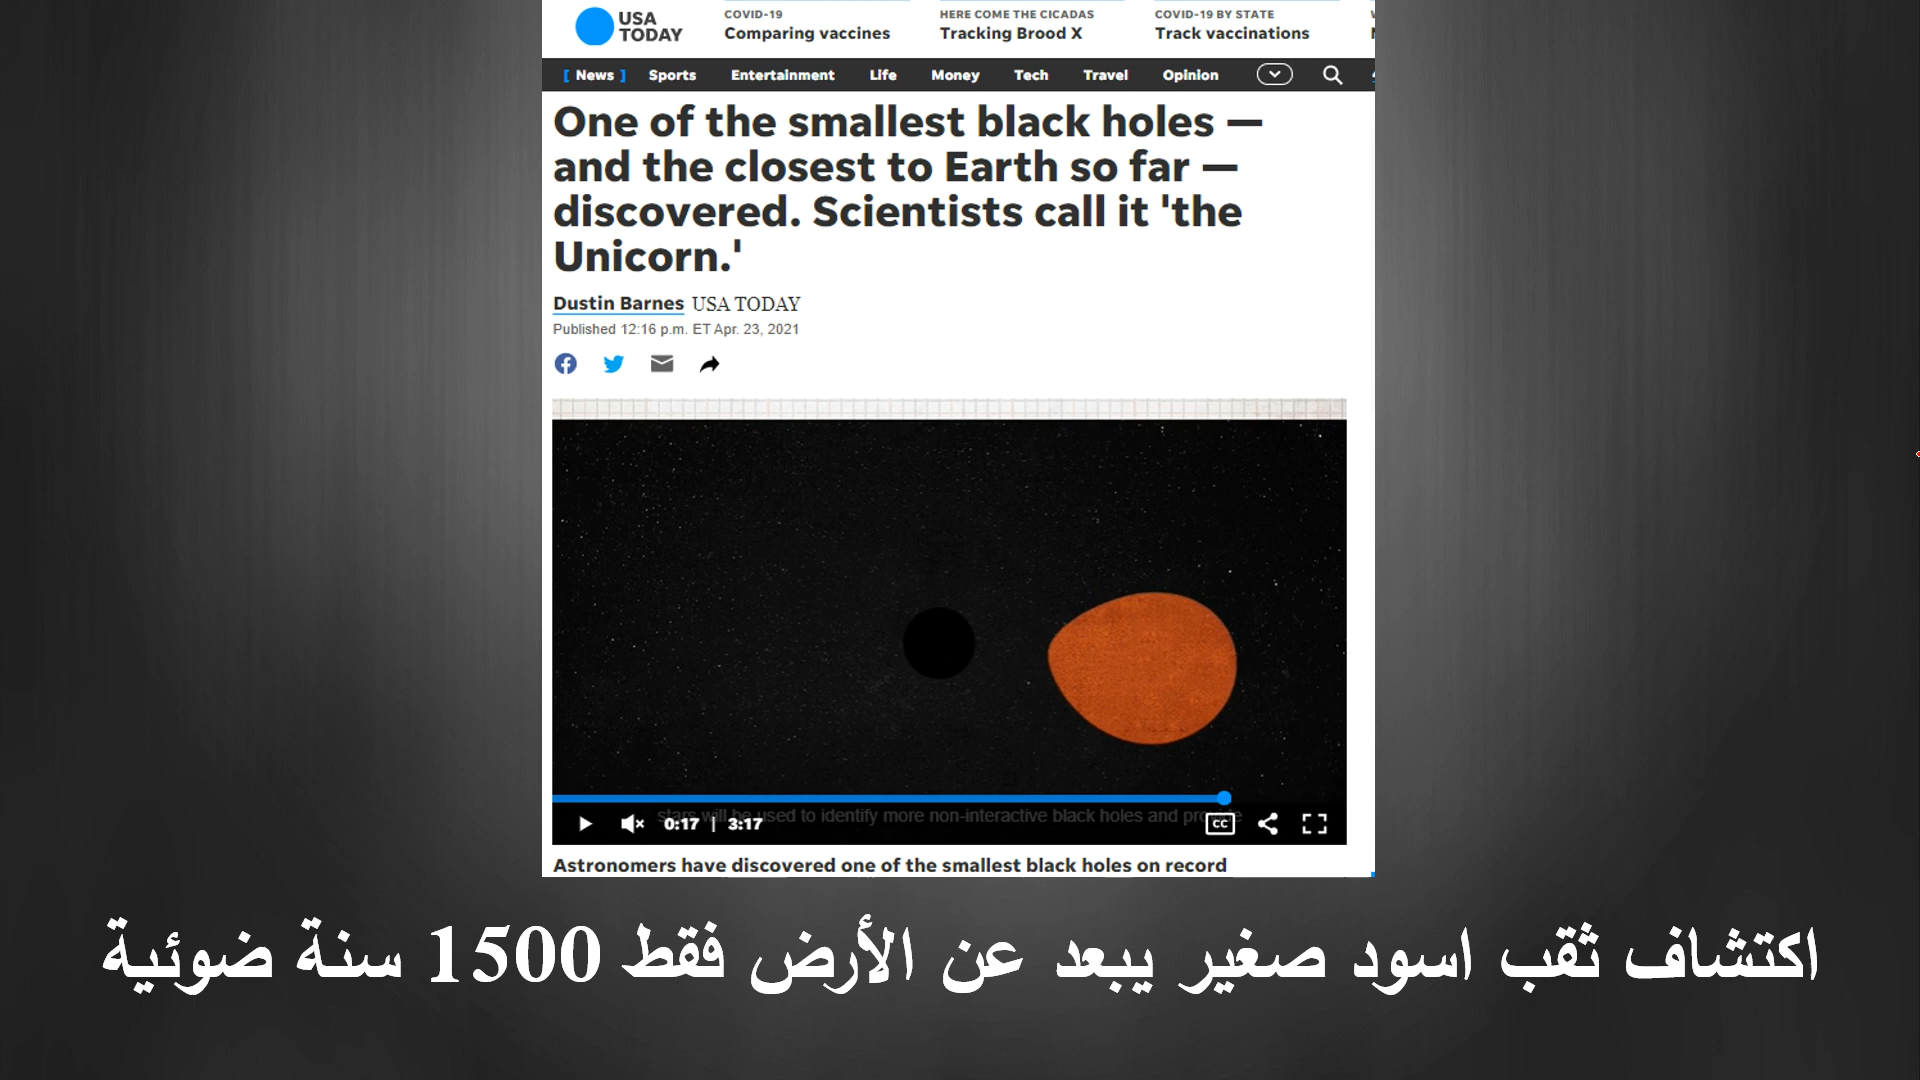 USA
TODAY
COVID-19
Comparing vaccines
HERE COME THE CICADAS
Tracking Brood X
COVID-19 BY STATE
Track vaccinations
[ News ] Sports Entertainment Life Money Tech Travel Opinion
One of the smallest black holes —
and the closest to Earth so far —
discovered. Scientists call it 'the
Unicorn.'
Dustin Barnes USA TODAY
Published 12:16 p.m. ET Apr. 23, 2021
stars will be used to identify more non-interactive black holes and provide
0:17 | 3:17
CC
Astronomers have discovered one of the smallest black holes on record
اكتشاف ثقب اسود صغير يبعد عن الأرض فقط 1500 سنة ضوئية